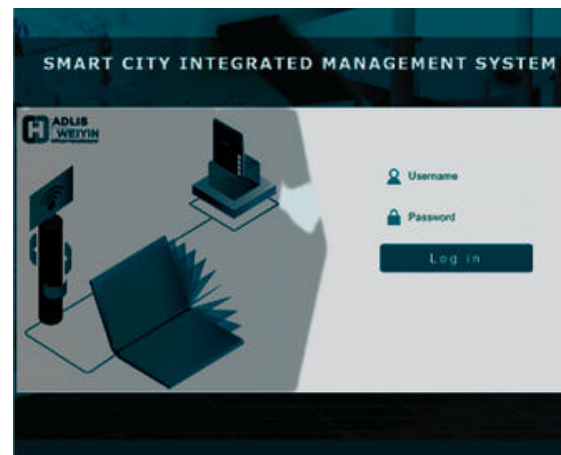 SMART CITY INTEGRATED MANAGEMENT SYSTEM
ADLIS
WEIYIN
Username
Password
Log in